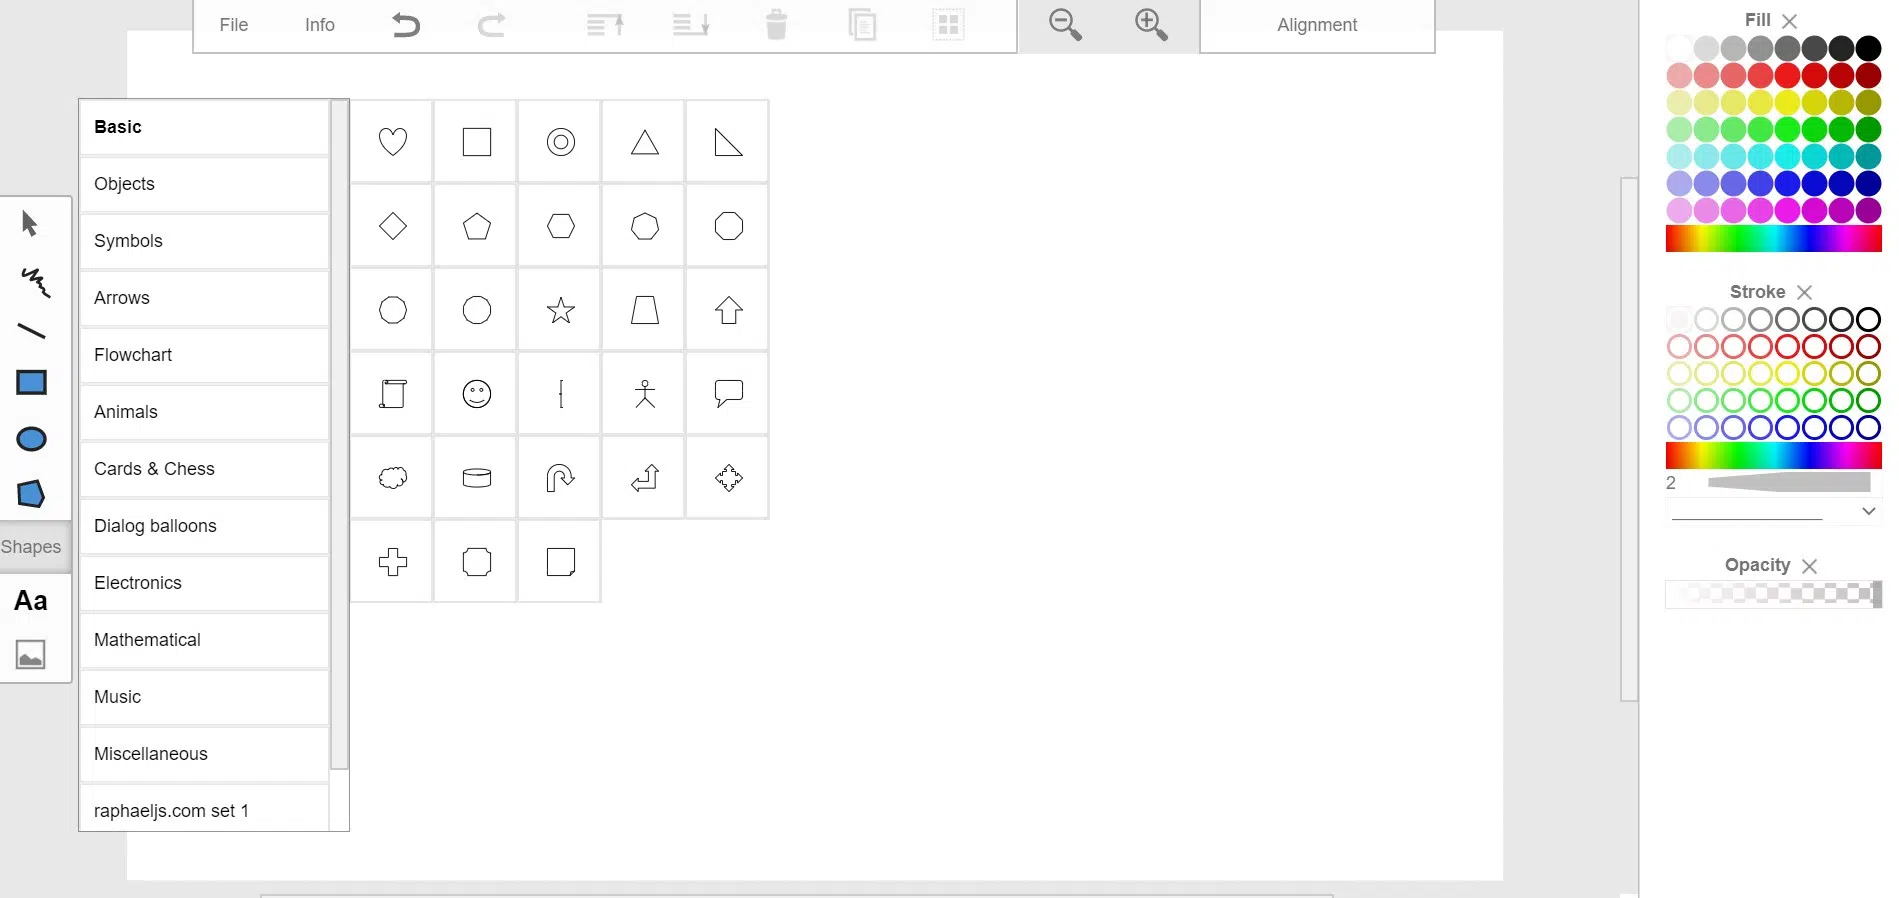 File Info Alignment
Fill
Basic
Objects
Symbols
Arrows
Flowchart
Animals
Cards & Chess
Dialog balloons
Electronics
Mathematical
Music
Miscellaneous
raphaeljs.com set 1
Shapes
Aa
Stroke
2
Opacity